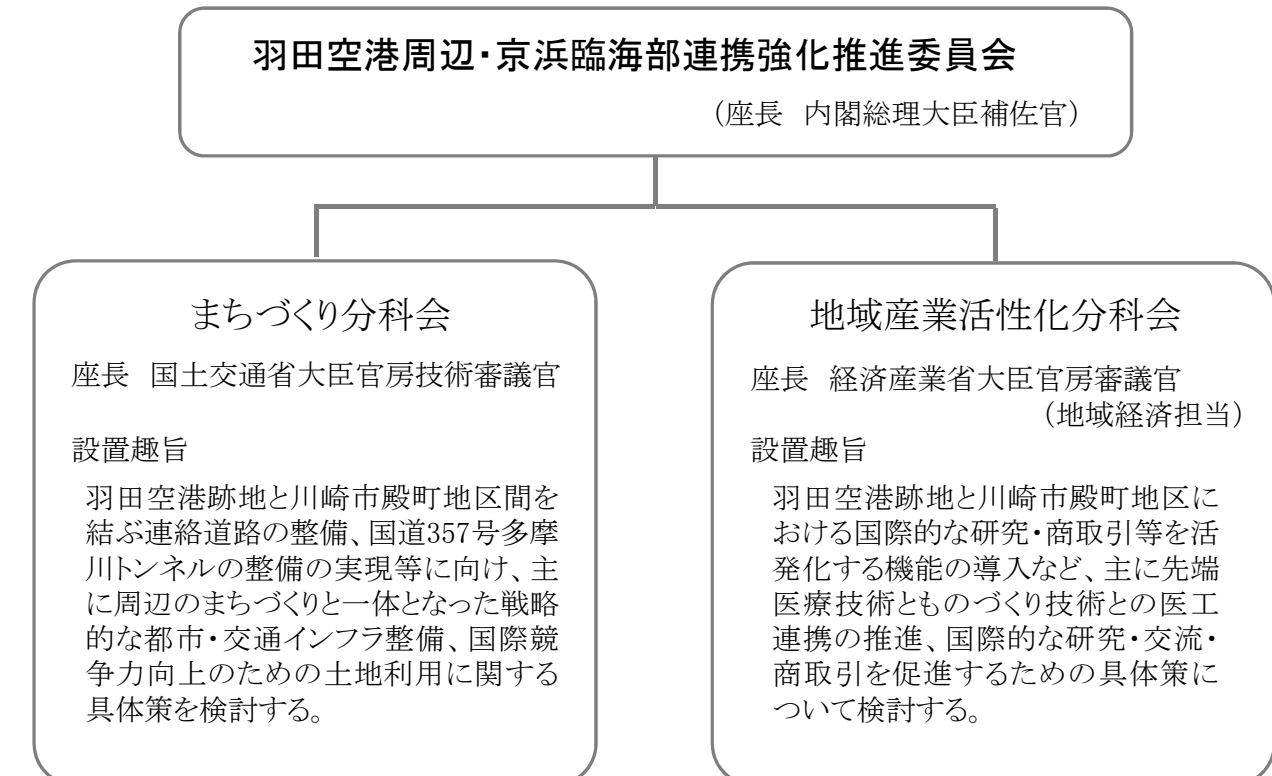 羽田空港周辺・京浜臨海部連携強化推進委員会
（座長　内閣総理大臣補佐官）
まちづくり分科会
座長　国土交通省大臣官房技術審議官
設置趣旨
羽田空港跡地と川崎市殿町地区間を
結ぶ連絡道路の整備、国道357号多摩
川トンネルの整備の実現等に向け、主
に周辺のまちづくりと一体となった戦略
的な都市・交通インフラ整備、国際競
争力向上のための土地利用に関する
具体策を検討する。
地域産業活性化分科会
座長　経済産業省大臣官房審議官
（地域経済担当）
設置趣旨
羽田空港跡地と川崎市殿町地区に
おける国際的な研究・商取引等を活
発化する機能の導入など、主に先端
医療技術とものづくり技術との医工
連携の推進、国際的な研究・交流・
商取引を促進するための具体策に
ついて検討する。